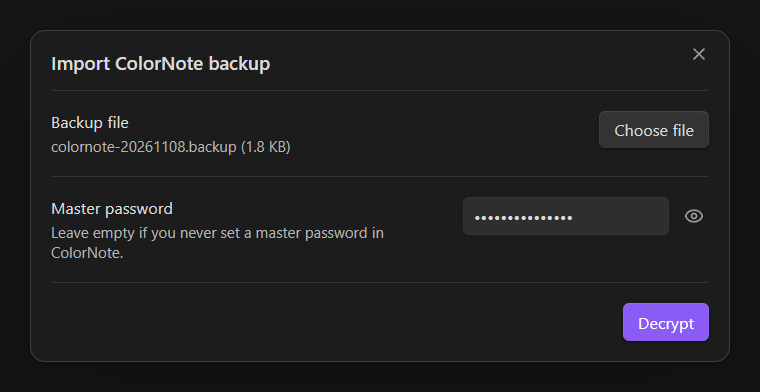 Import ColorNote backup
Backup file
colornote-20261108.backup (1.8 KB)
Choose file
Master password
Leave empty if you never set a master password in
ColorNote.
•••••••••••••••
Decrypt